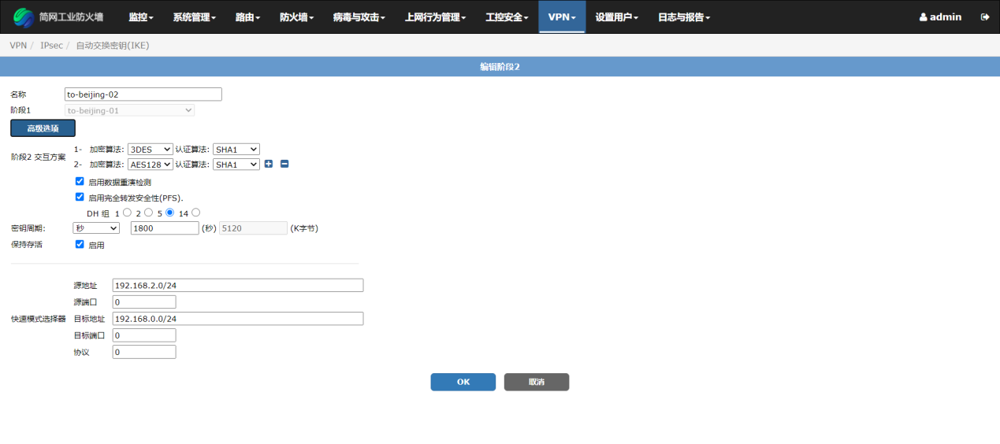 简网工业防火墙 监控 系统管理 路由 防火墙 病毒与攻击 上网行为管理 工控安全 VPN 设置用户 日志与报告 admin
VPN / IPsec / 自动交换密钥(IKE)
编辑阶段2
名称 to-beijing-02
阶段1 to-beijing-01
高级选项
阶段2 交互方案
1- 加密算法: 3DES 认证算法: SHA1
2- 加密算法: AES128 认证算法: SHA1
启用数据重演检测
启用完全转发安全性(PFS).
DH 组 1 2 5 14
密钥周期: 秒 1800 (秒) 5120 (K字节)
保持存活 启用
源地址 192.168.2.0/24
源端口 0
快速模式选择器 目标地址 192.168.0.0/24
目标端口 0
协议 0
OK 取消